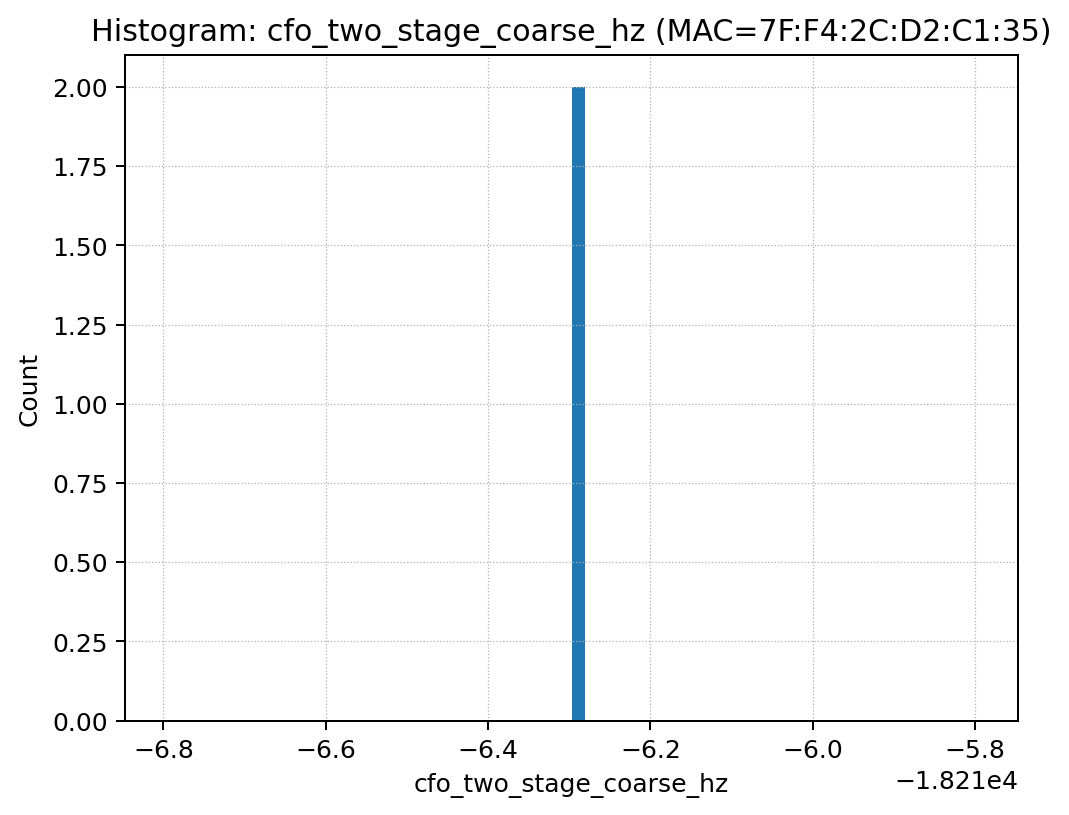 Histogram: cfo_two_stage_coarse_hz (MAC=7F:F4:2C:D2:C1:35)
2.00
1.75
1.50
1.25
1.00
0.75
0.50
0.25
0.00
Count
−6.8 −6.6 −6.4 −6.2 −6.0 −5.8
cfo_two_stage_coarse_hz
−1.821e4